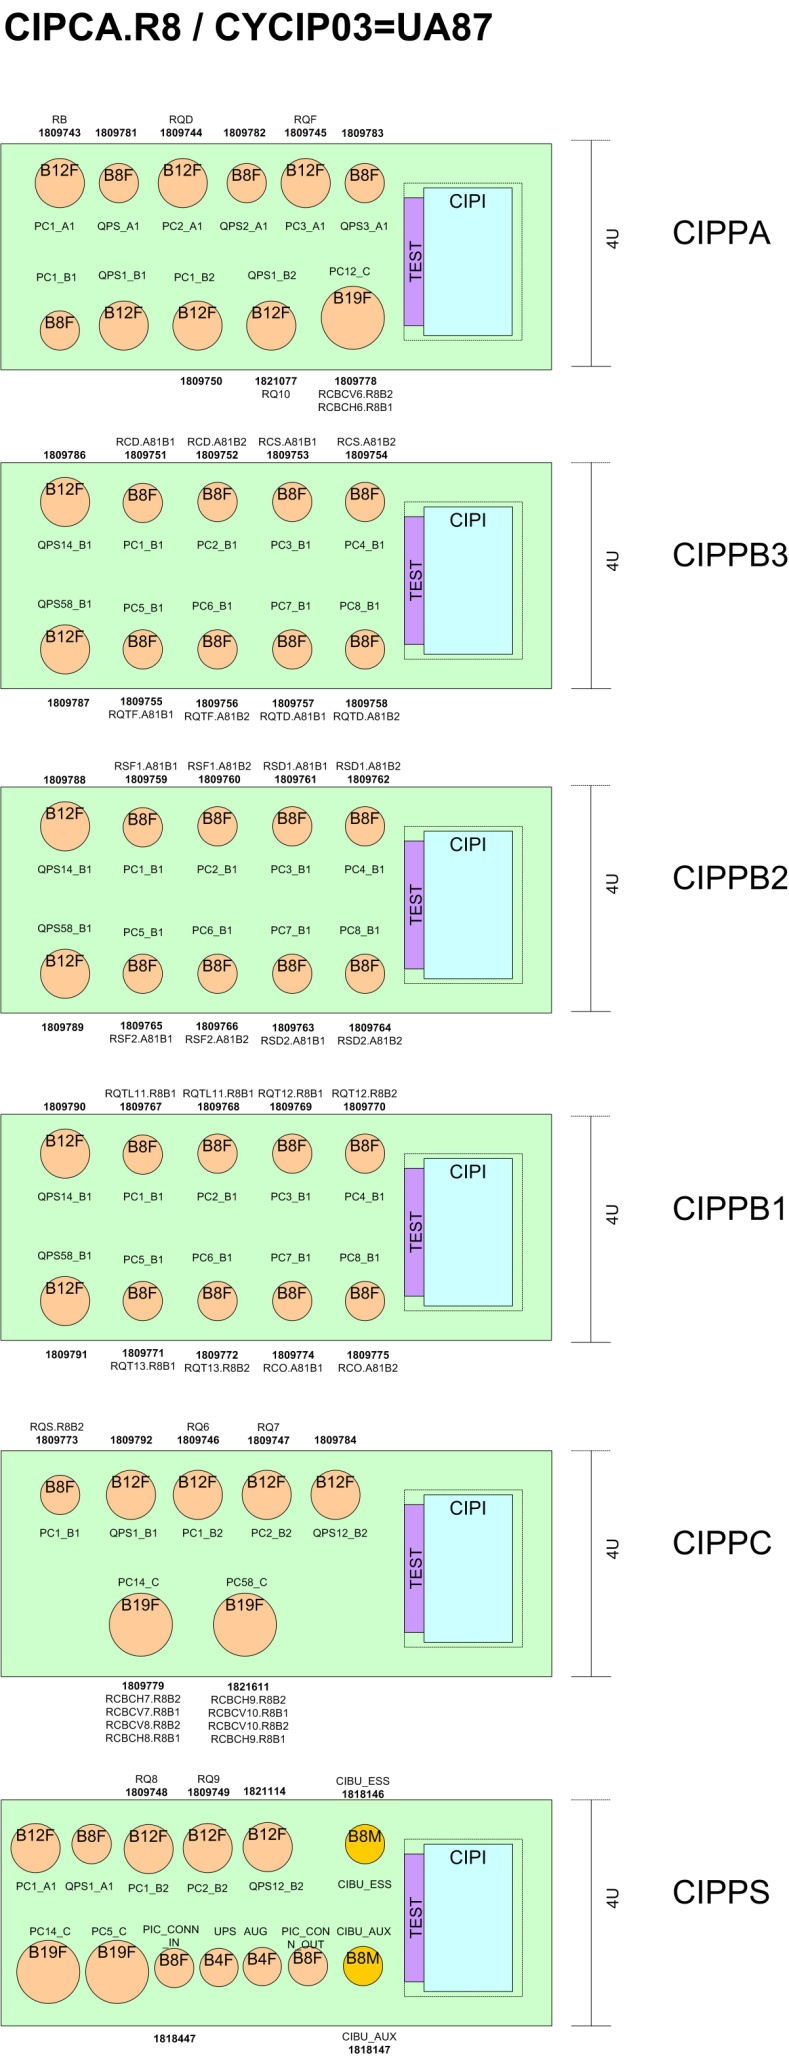 CIPCA.R8 / CYCIP03=UA87
RB RQD RQF
1809743 1809781 1809744 1809782 1809745 1809783
B12F B8F B12F B8F B12F B8F
PC1_A1 QPS_A1 PC2_A1 QPS2_A1 PC3_A1 QPS3_A1
CIPI
TEST
4U
CIPPA
PC1_B1 QPS1_B1 PC1_B2 QPS1_B2 PC12_C
B8F B12F B12F B12F B19F
1809750 1821077 1809778
RQ10 RCBCV6.R8B2
RCBCH6.R8B1
RCD.A81B1 RCD.A81B2 RCS.A81B1 RCS.A81B2
1809786 1809751 1809752 1809753 1809754
B12F B8F B8F B8F B8F
QPS14_B1 PC1_B1 PC2_B1 PC3_B1 PC4_B1
CIPI
TEST
4U
CIPPB3
QPS58_B1 PC5_B1 PC6_B1 PC7_B1 PC8_B1
B12F B8F B8F B8F B8F
1809787 1809755 1809756 1809757 1809758
RQTF.A81B1 RQTF.A81B2 RQTD.A81B1 RQTD.A81B2
RSF1.A81B1 RSF1.A81B2 RSD1.A81B1 RSD1.A81B2
1809788 1809759 1809760 1809761 1809762
B12F B8F B8F B8F B8F
QPS14_B1 PC1_B1 PC2_B1 PC3_B1 PC4_B1
CIPI
TEST
4U
CIPPB2
QPS58_B1 PC5_B1 PC6_B1 PC7_B1 PC8_B1
B12F B8F B8F B8F B8F
1809789 1809765 1809766 1809763 1809764
RSF2.A81B1 RSF2.A81B2 RSD2.A81B1 RSD2.A81B2
RQTL11.R8B1 RQTL11.R8B1 RQT12.R8B1 RQT12.R8B2
1809790 1809767 1809768 1809769 1809770
B12F B8F B8F B8F B8F
QPS14_B1 PC1_B1 PC2_B1 PC3_B1 PC4_B1
CIPI
TEST
4U
CIPPB1
QPS58_B1 PC5_B1 PC6_B1 PC7_B1 PC8_B1
B12F B8F B8F B8F B8F
1809791 1809771 1809772 1809774 1809775
RQT13.R8B1 RQT13.R8B2 RCO.A81B1 RCO.A81B2
RQS.R8B2 RQ6 RQ7
1809773 1809792 1809746 1809747 1809784
B8F B12F B12F B12F B12F
PC1_B1 QPS1_B1 PC1_B2 PC2_B2 QPS12_B2
CIPI
TEST
4U
CIPPC
PC14_C PC58_C
B19F B19F
1809779 1821611
RCBCH7.R8B2 RCBCH9.R8B2
RCBCV7.R8B1 RCBCV10.R8B1
RCBCV8.R8B2 RCBCV10.R8B2
RCBCH8.R8B1 RCBCH9.R8B1
RQ8 RQ9 CIBU_ESS
1809748 1809749 1821114 1818146
B12F B8F B12F B12F B12F B8M
PC1_A1 QPS1_A1 PC1_B2 PC2_B2 QPS12_B2 CIBU_ESS
CIPI
TEST
4U
CIPPS
PC14_C PC5_C PIC_CONN UPS AUG PIC_CON CIBU_AUX
_IN N_OUT
B19F B19F B8F B4F B4F B8F B8M
1818447 CIBU_AUX
1818147